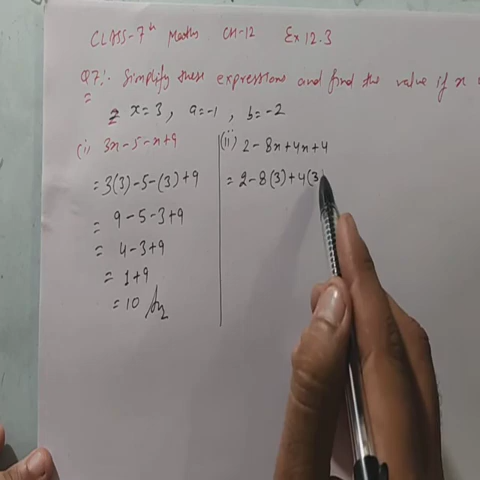 CLASS-7th Maths CH-12 Ex 12.3
Q7:- Simplify these expressions and find the value if x
= x=3, a=-1, b=-2
(i) 3x-5-x+9
= 3(3)-5-(3)+9
= 9-5-3+9
= 4-3+9
= 1+9
= 10 Ans
(ii) 2-8x+4x+4
= 2-8(3)+4(3